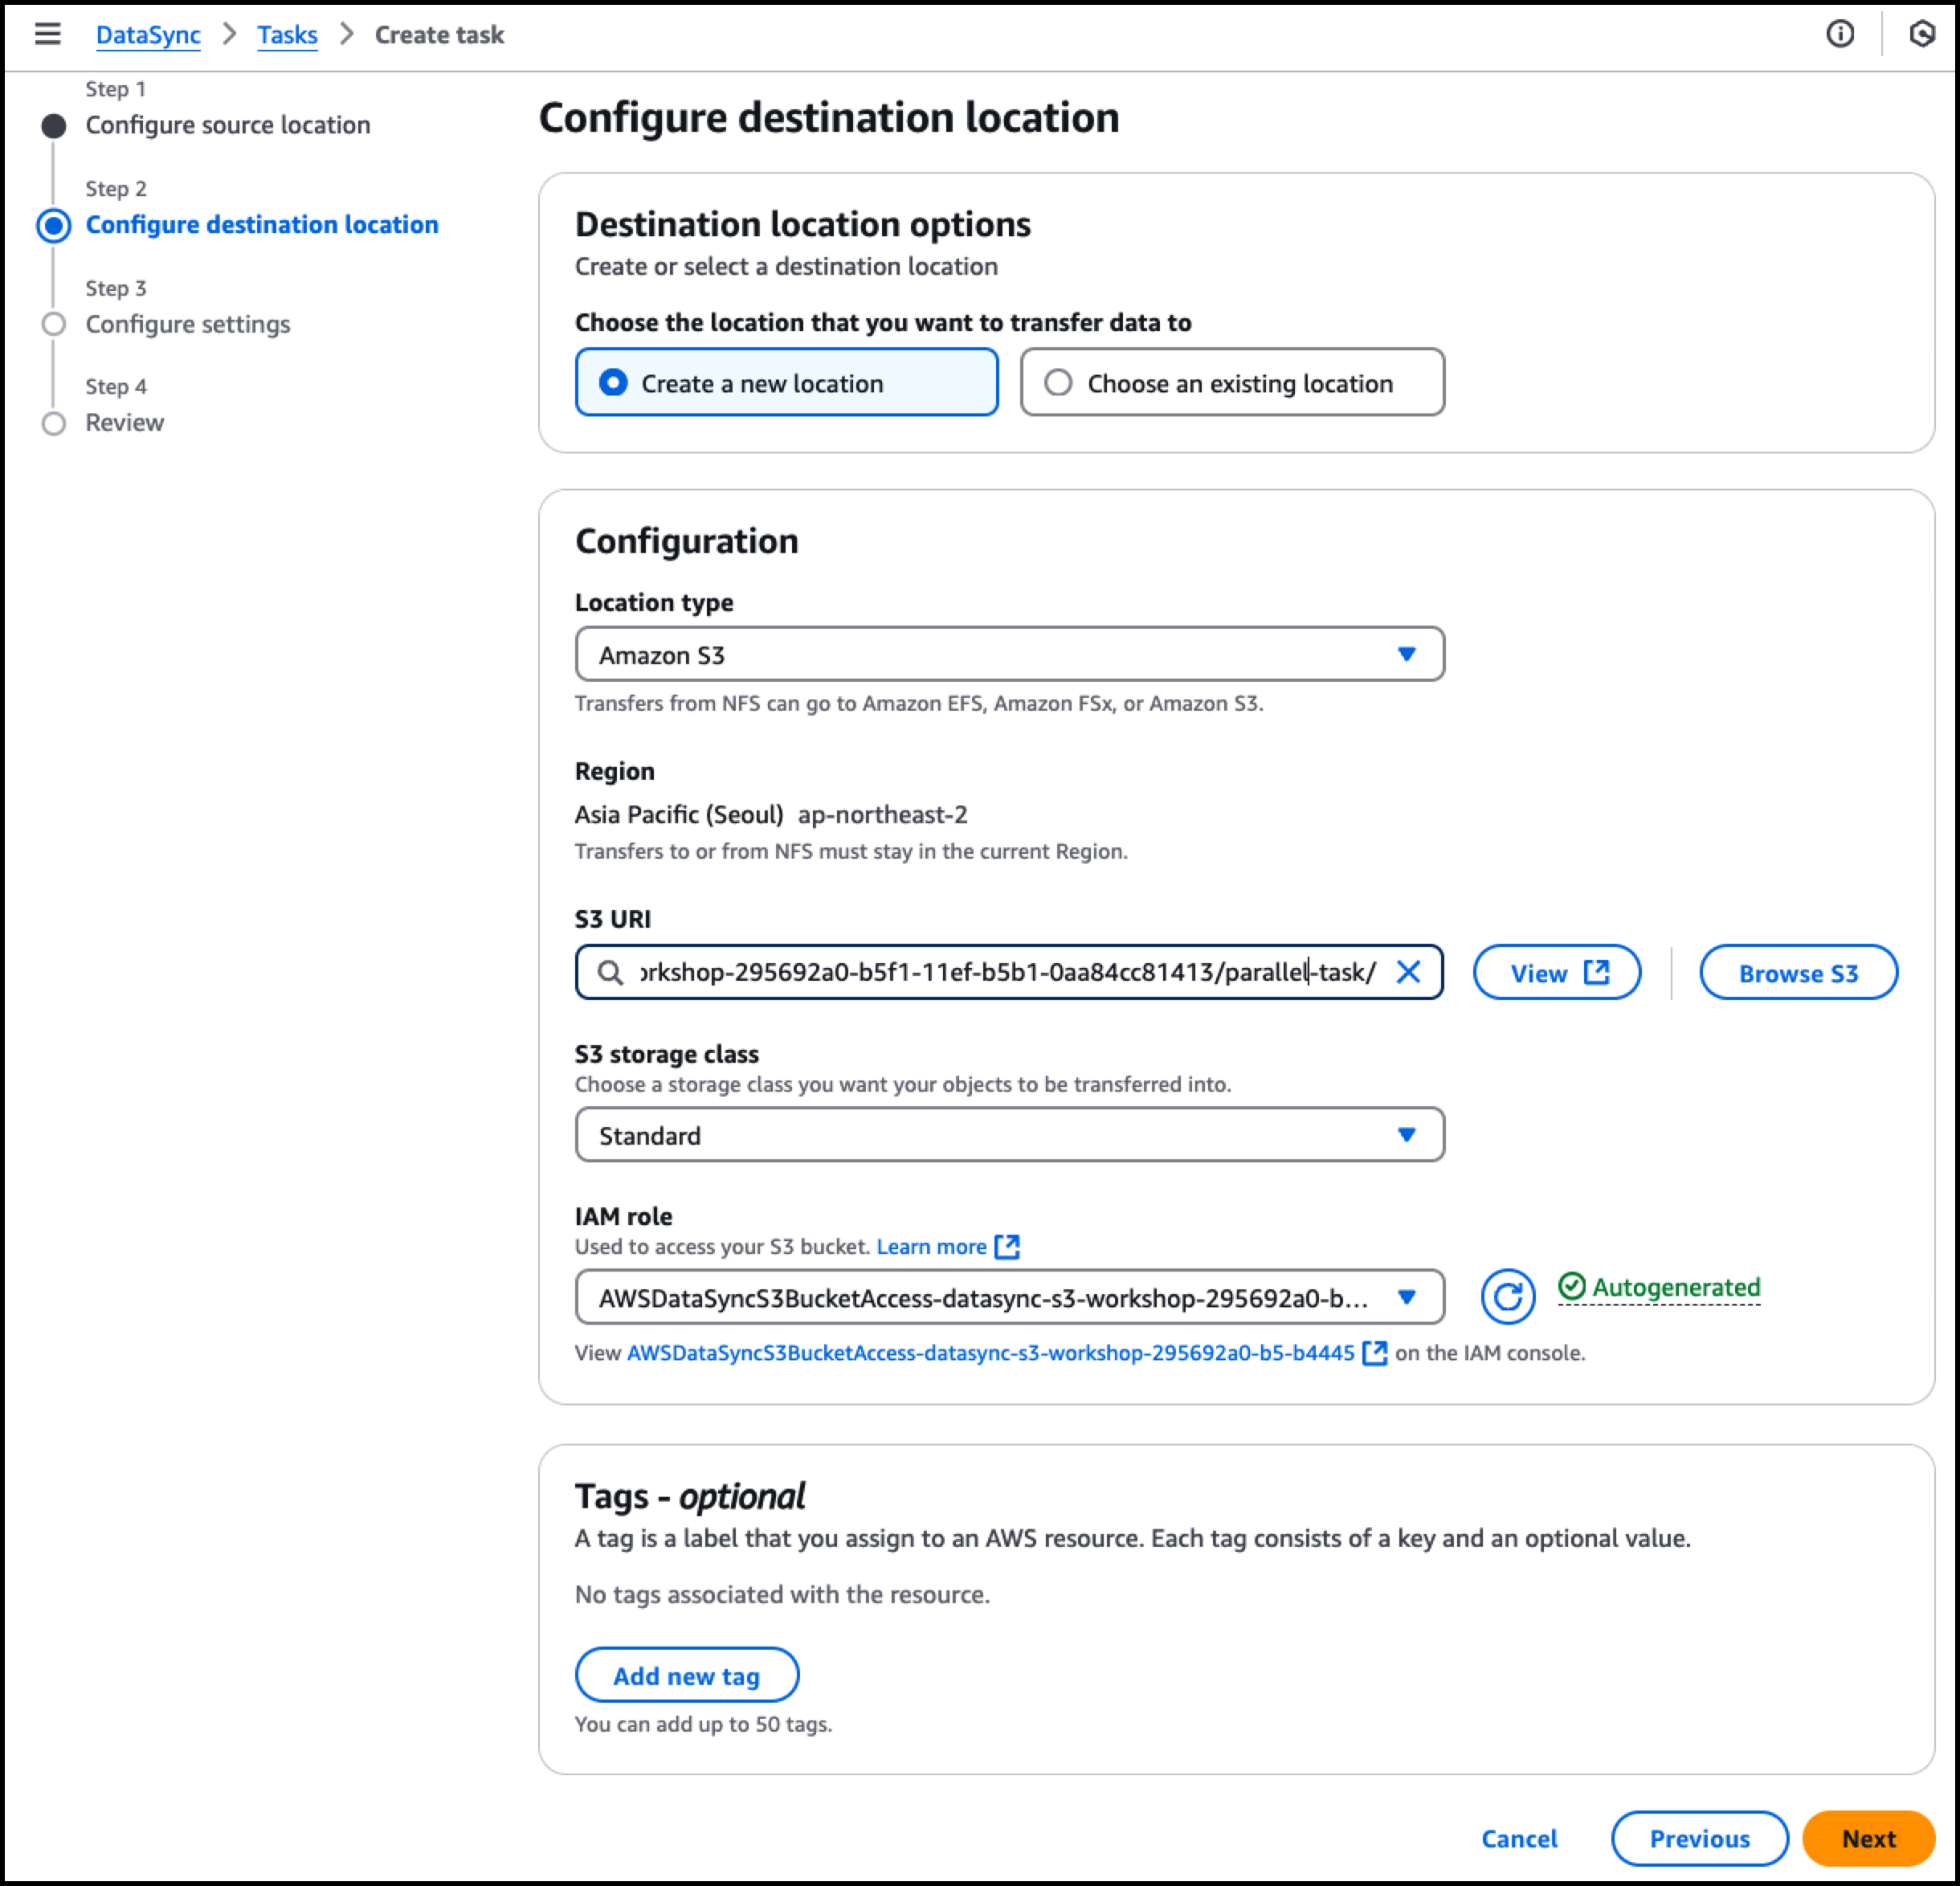 DataSync > Tasks > Create task
Step 1
Configure source location
Step 2
Configure destination location
Step 3
Configure settings
Step 4
Review
Configure destination location
Destination location options
Create or select a destination location
Choose the location that you want to transfer data to
Create a new location
Choose an existing location
Configuration
Location type
Amazon S3
Transfers from NFS can go to Amazon EFS, Amazon FSx, or Amazon S3.
Region
Asia Pacific (Seoul) ap-northeast-2
Transfers to or from NFS must stay in the current Region.
S3 URI
orkshop-295692a0-b5f1-11ef-b5b1-0aa84cc81413/parallel-task/
View
Browse S3
S3 storage class
Choose a storage class you want your objects to be transferred into.
Standard
IAM role
Used to access your S3 bucket. Learn more
AWSDataSyncS3BucketAccess-datasync-s3-workshop-295692a0-b...
Autogenerated
View AWSDataSyncS3BucketAccess-datasync-s3-workshop-295692a0-b5-b4445 on the IAM console.
Tags - optional
A tag is a label that you assign to an AWS resource. Each tag consists of a key and an optional value.
No tags associated with the resource.
Add new tag
You can add up to 50 tags.
Cancel
Previous
Next